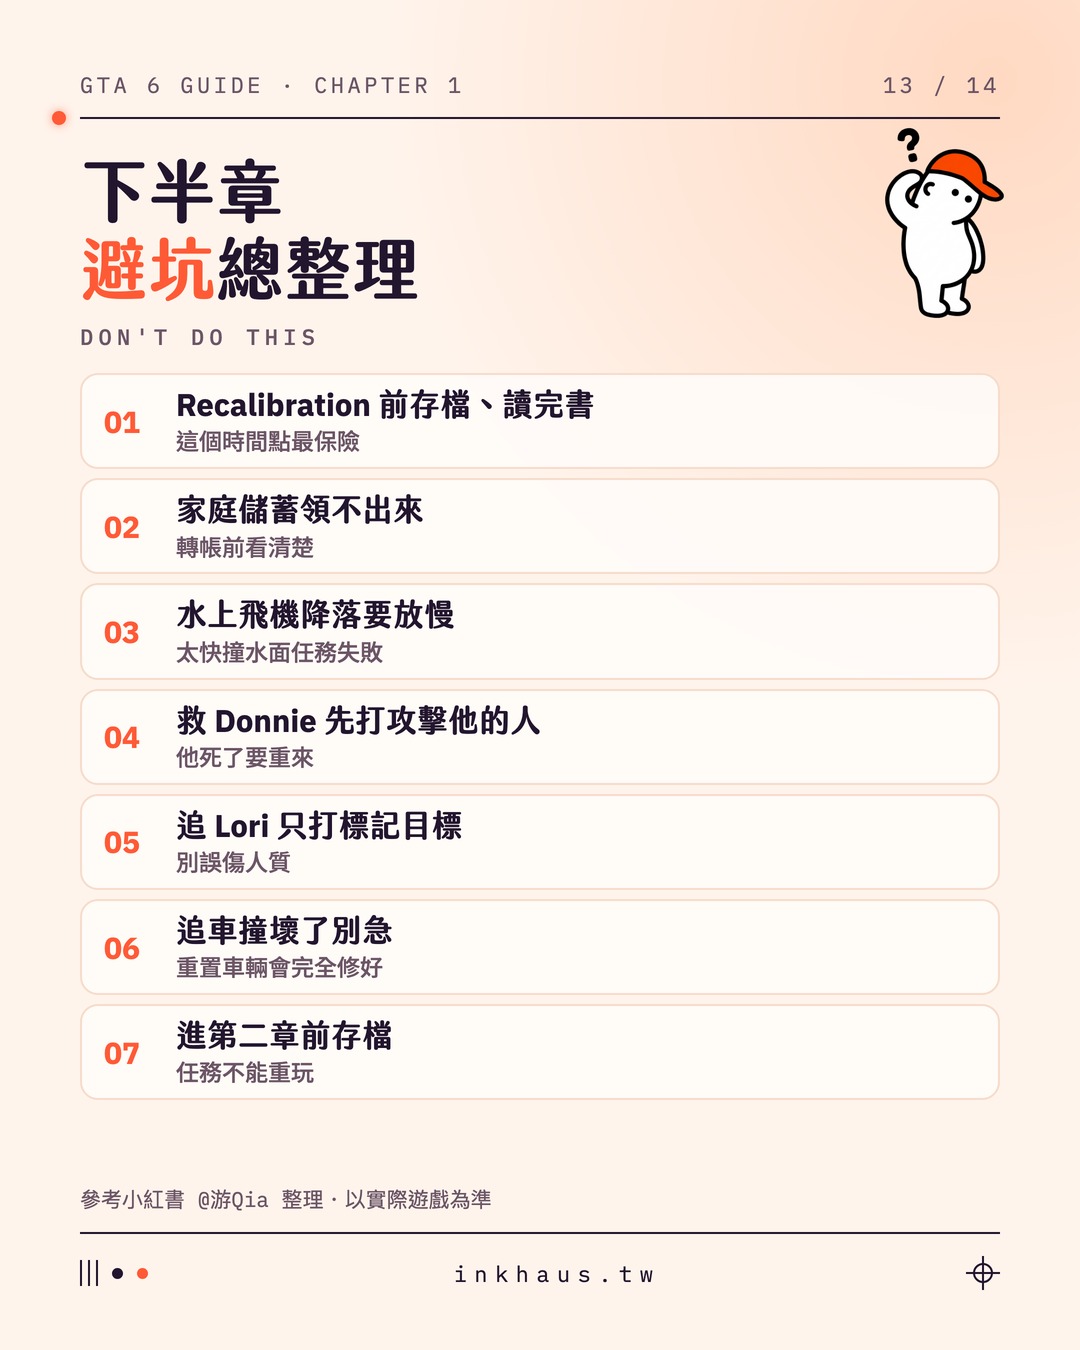 GTA 6 GUIDE · CHAPTER 1
13 / 14
?
下半章
避坑總整理
DON'T DO THIS
01
Recalibration 前存檔、讀完書
這個時間點最保險
02
家庭儲蓄領不出來
轉帳前看清楚
03
水上飛機降落要放慢
太快撞水面任務失敗
04
救 Donnie 先打攻擊他的人
他死了要重來
05
追 Lori 只打標記目標
別誤傷人質
06
追車撞壞了別急
重置車輛會完全修好
07
進第二章前存檔
任務不能重玩
參考小紅書 @游Qia 整理·以實際遊戲為準
inkhaus.tw